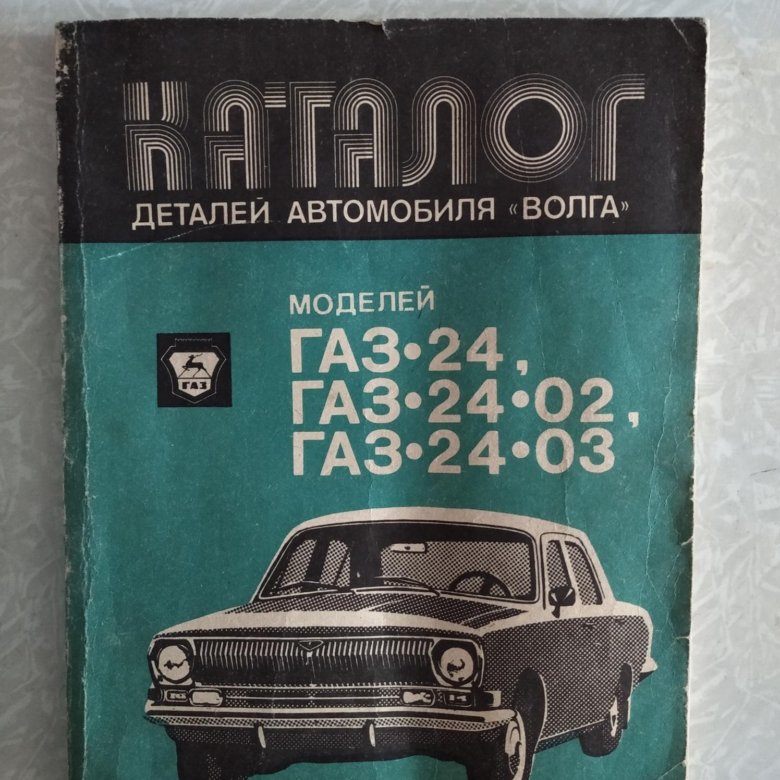 КАТАЛОГ
ДЕТАЛЕЙ АВТОМОБИЛЯ «ВОЛГА»
МОДЕЛЕЙ
ГАЗ·24,
ГАЗ·24·02,
ГАЗ·24·03
ГАЗ